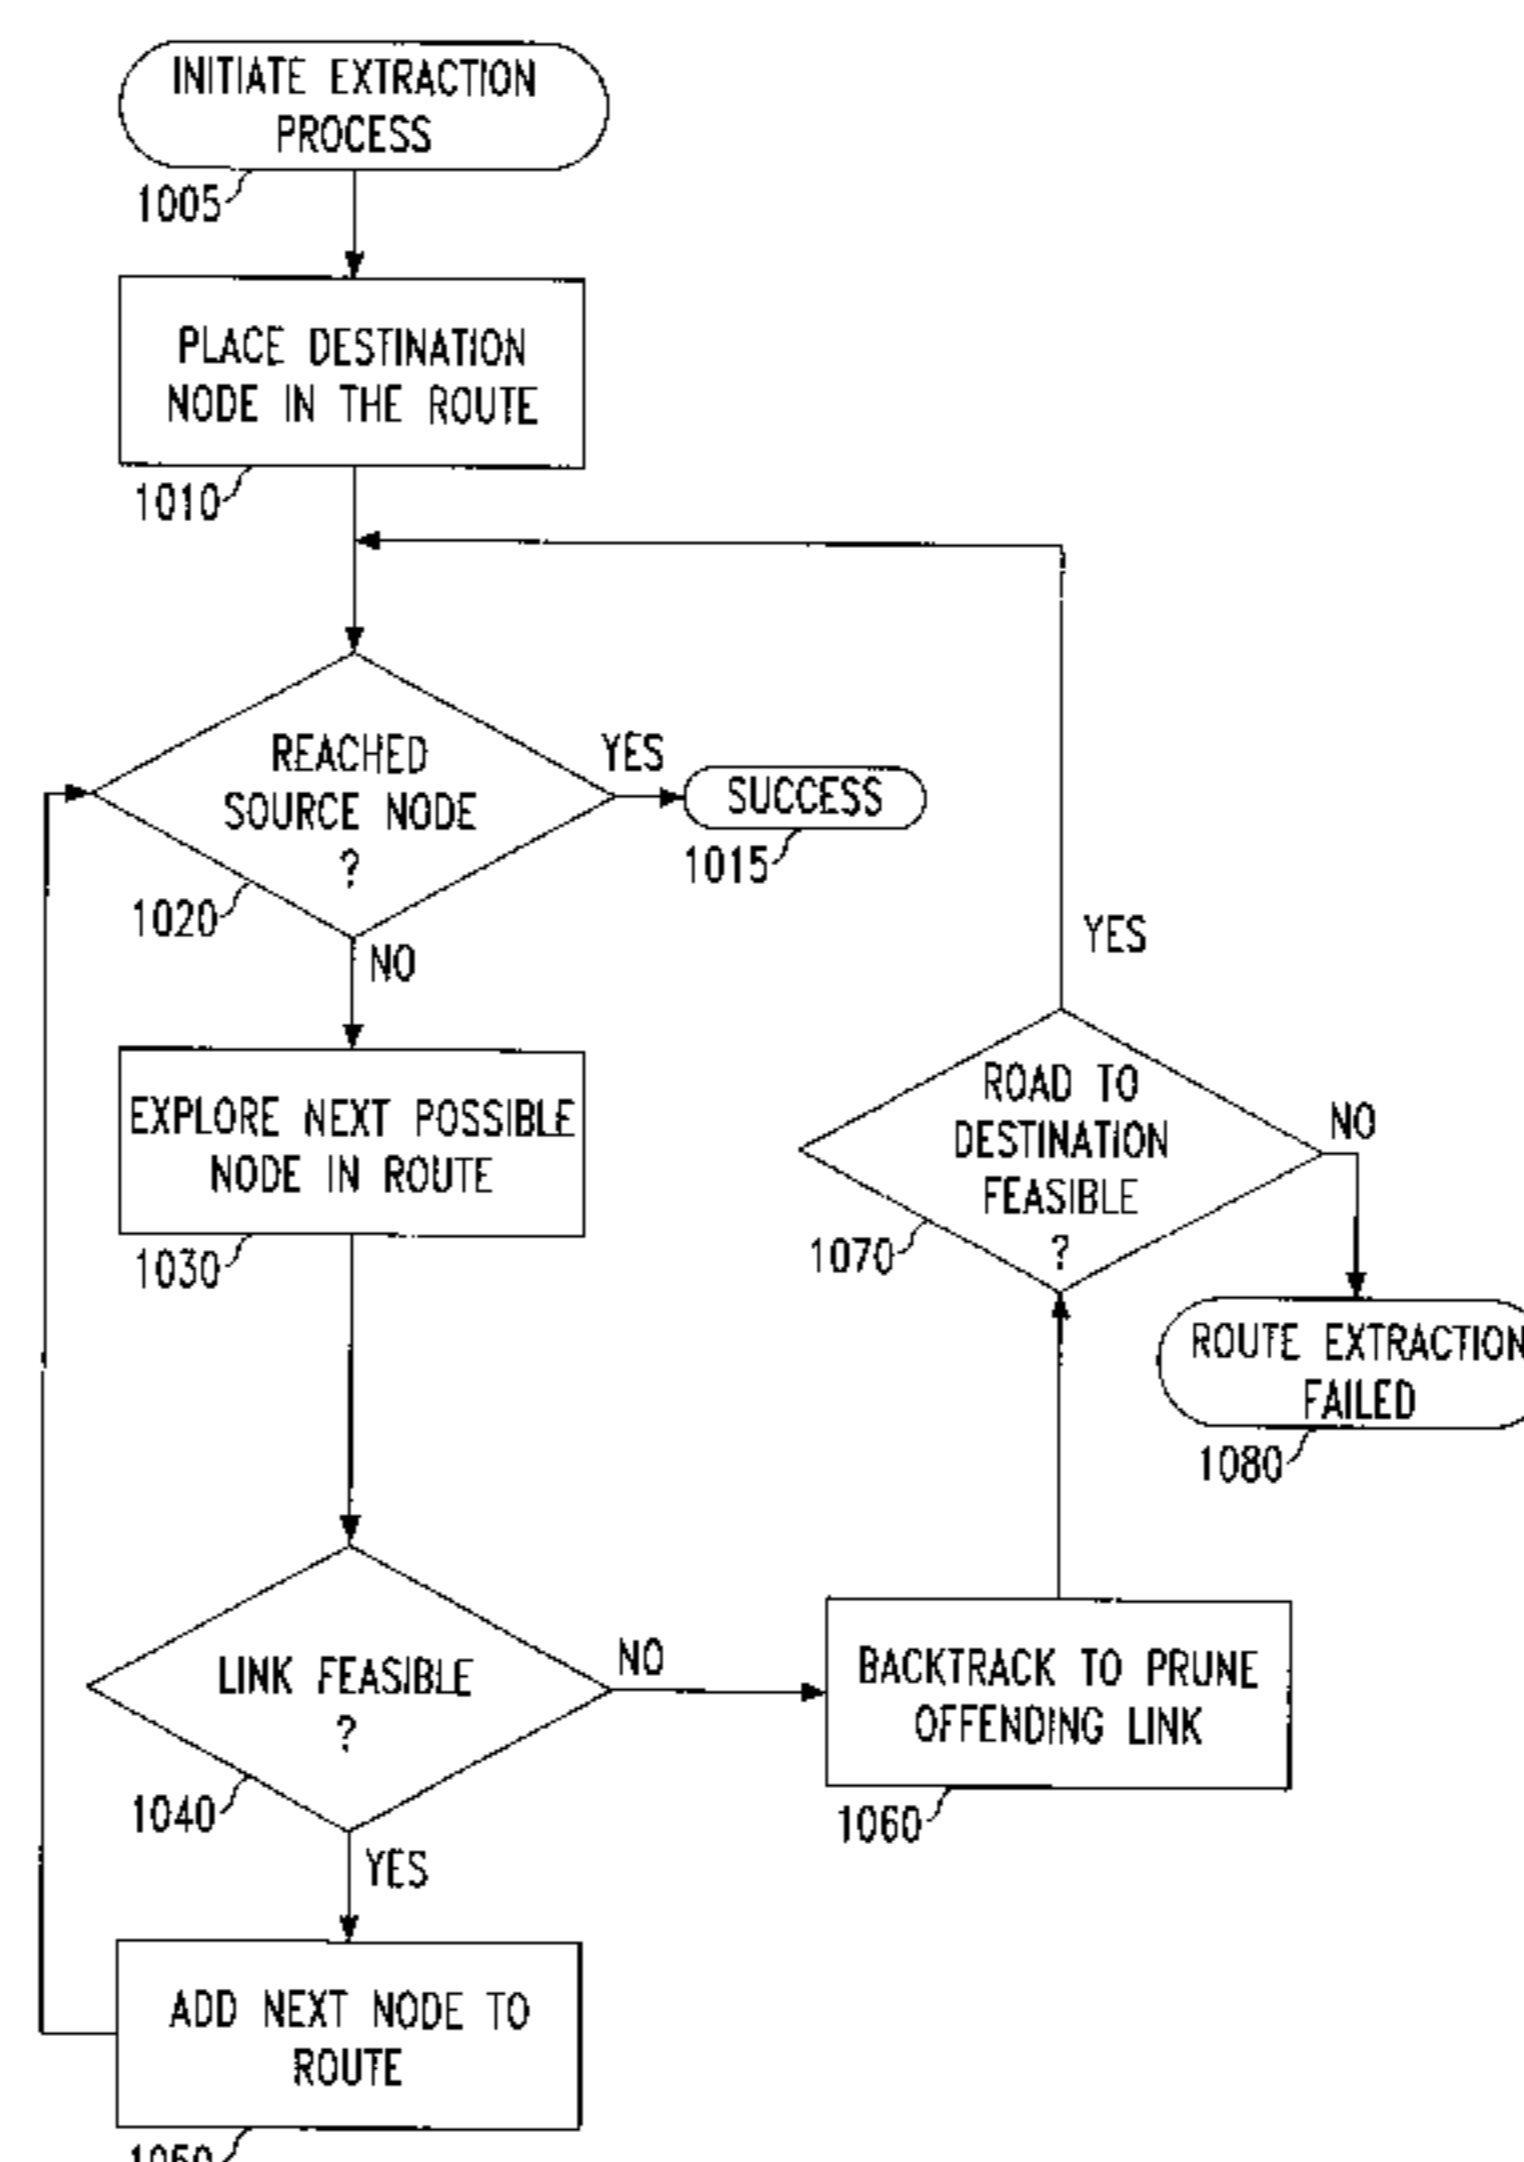 INITIATE EXTRACTION
PROCESS
1005
PLACE DESTINATION
NODE IN THE ROUTE
1010
REACHED
SOURCE NODE
?
1020
YES
SUCCESS
1015
NO
EXPLORE NEXT POSSIBLE
NODE IN ROUTE
1030
LINK FEASIBLE
?
1040
NO
YES
ADD NEXT NODE TO
ROUTE
1050
BACKTRACK TO PRUNE
OFFENDING LINK
1060
ROAD TO
DESTINATION
FEASIBLE
?
1070
YES
NO
ROUTE EXTRACTION
FAILED
1080